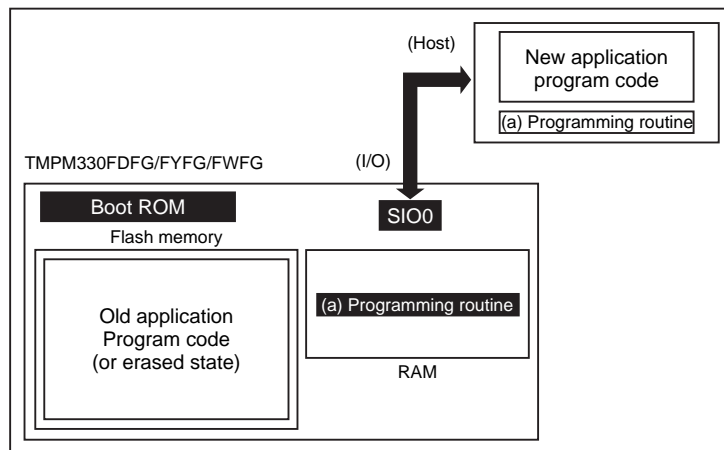 (Host)
New application
program code
(a) Programming routine
TMPM330FDFG/FYFG/FWFG
(I/O)
Boot ROM
SIO0
Flash memory
Old application
Program code
(or erased state)
(a) Programming routine
RAM